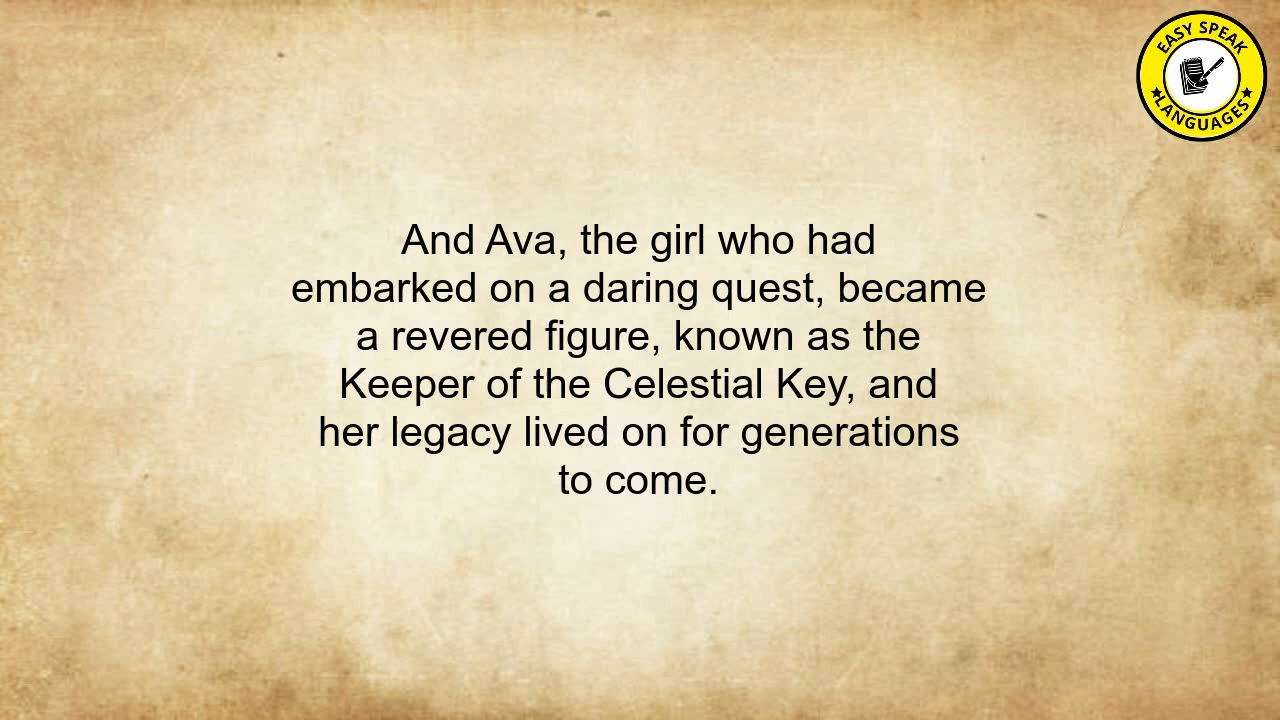 EASY SPEAK
LANGUAGES
And Ava, the girl who had
embarked on a daring quest, became
a revered figure, known as the
Keeper of the Celestial Key, and
her legacy lived on for generations
to come.